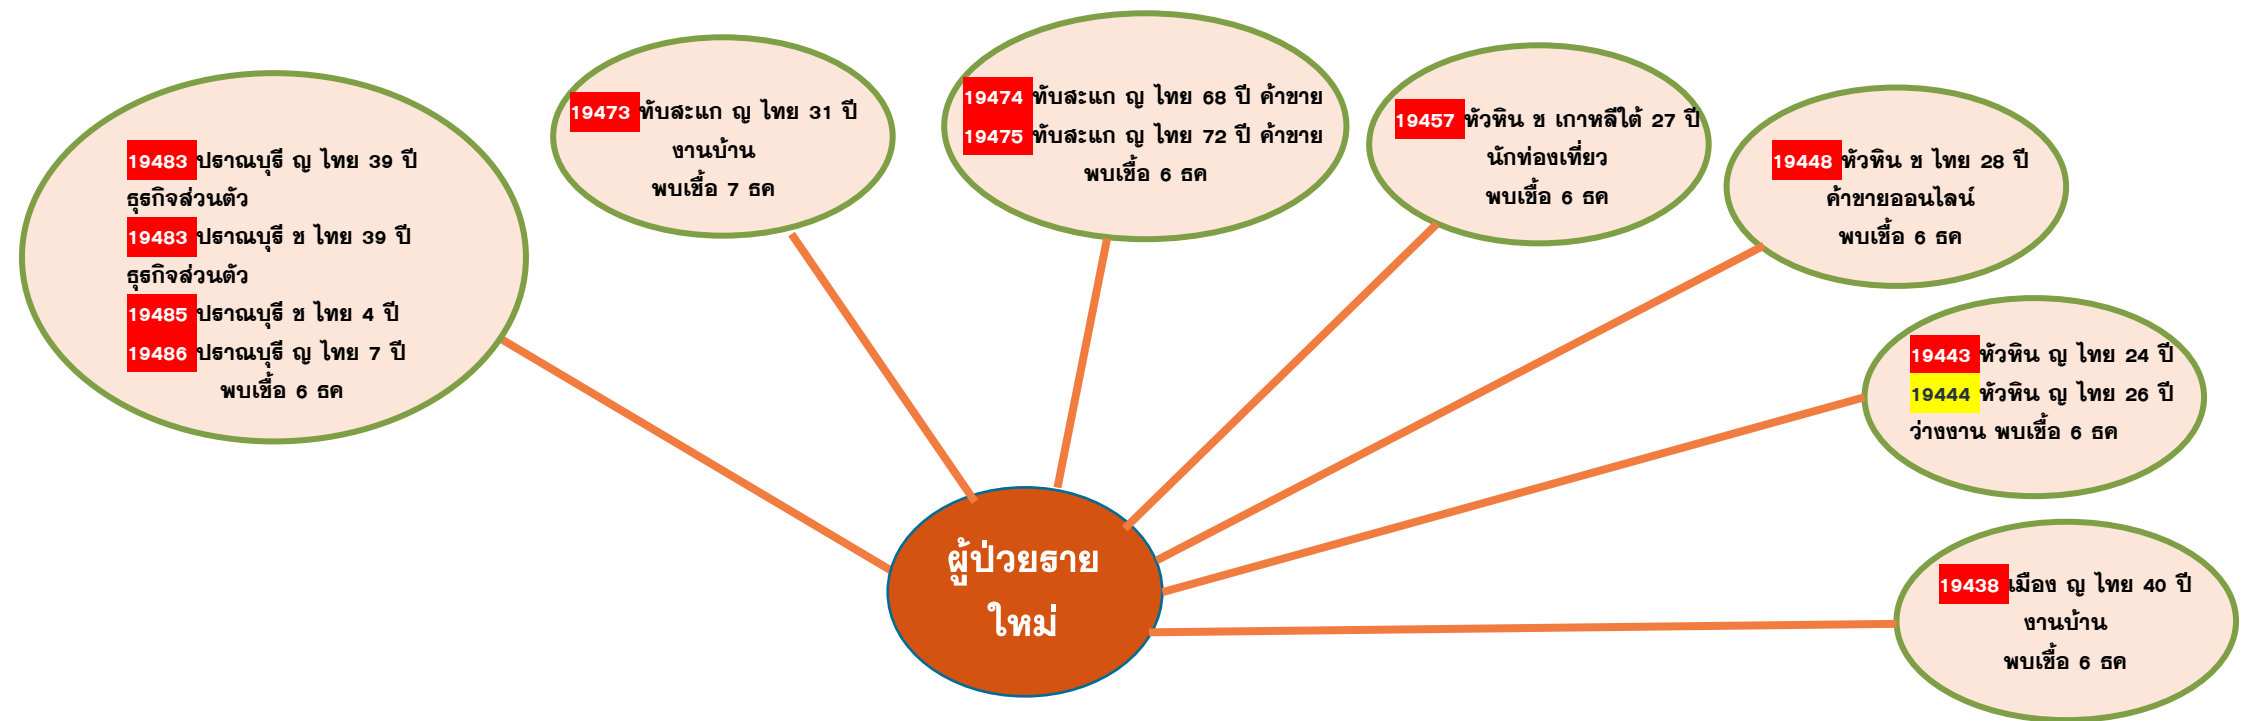 19483 ปราณบุรี ญ ไทย 39 ปี
ธุรกิจส่วนตัว
19483 ปราณบุรี ช ไทย 39 ปี
ธุรกิจส่วนตัว
19485 ปราณบุรี ช ไทย 4 ปี
19486 ปราณบุรี ญ ไทย 7 ปี
พบเชื้อ 6 ธค
19473 ทับสะแก ญ ไทย 31 ปี
งานบ้าน
พบเชื้อ 7 ธค
19474 ทับสะแก ญ ไทย 68 ปี ค้าขาย
19475 ทับสะแก ญ ไทย 72 ปี ค้าขาย
พบเชื้อ 6 ธค
19457 หัวหิน ช เกาหลีใต้ 27 ปี
นักท่องเที่ยว
พบเชื้อ 6 ธค
19448 หัวหิน ช ไทย 28 ปี
ค้าขายออนไลน์
พบเชื้อ 6 ธค
19443 หัวหิน ญ ไทย 24 ปี
19444 หัวหิน ญ ไทย 26 ปี
ว่างงาน พบเชื้อ 6 ธค
19438 เมือง ญ ไทย 40 ปี
งานบ้าน
พบเชื้อ 6 ธค
ผู้ป่วยราย
ใหม่